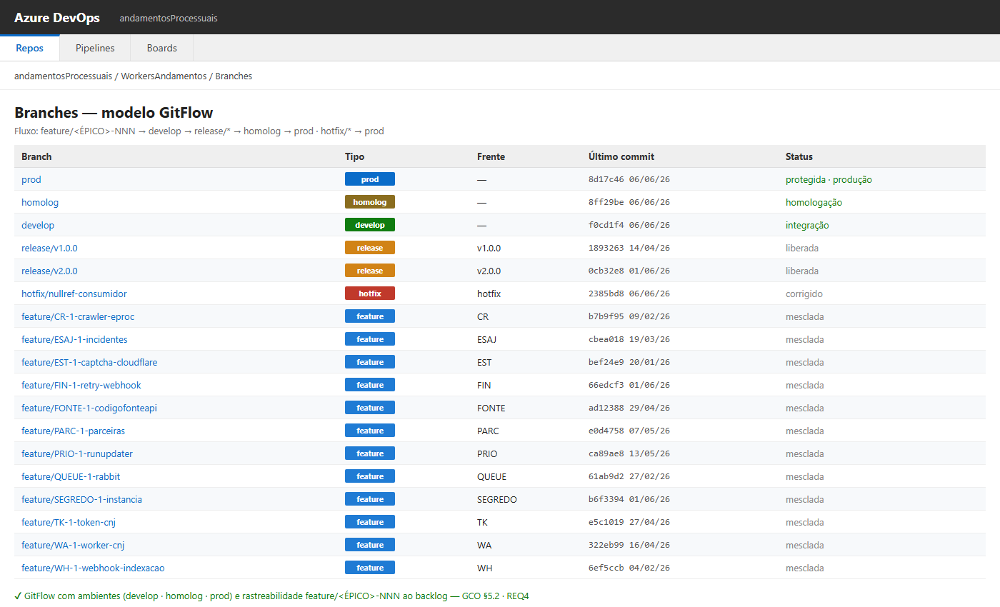 Azure DevOps andamentosProcessuais
Repos Pipelines Boards
andamentosProcessuais / WorkersAndamentos / Branches
Branches — modelo GitFlow
Fluxo: feature/<ÉPICO>-NNN → develop → release/* → homolog → prod · hotfix/* → prod
Branch Tipo Frente Último commit Status
prod prod — 8d17c46 06/06/26 protegida · produção
homolog homolog — 8ff29be 06/06/26 homologação
develop develop — f0cd1f4 06/06/26 integração
release/v1.0.0 release v1.0.0 1893263 14/04/26 liberada
release/v2.0.0 release v2.0.0 0cb32e8 01/06/26 liberada
hotfix/nullref-consumidor hotfix hotfix 2385bd8 06/06/26 corrigido
feature/CR-1-crawler-eproc feature CR b7b9f95 09/02/26 mesclada
feature/ESAJ-1-incidentes feature ESAJ cbea018 19/03/26 mesclada
feature/EST-1-captcha-cloudflare feature EST bef24e9 20/01/26 mesclada
feature/FIN-1-retry-webhook feature FIN 66edcf3 01/06/26 mesclada
feature/FONTE-1-codigofonteapi feature FONTE ad12388 29/04/26 mesclada
feature/PARC-1-parceiras feature PARC e0d4758 07/05/26 mesclada
feature/PRIO-1-runupdater feature PRIO ca89ae8 13/05/26 mesclada
feature/QUEUE-1-rabbit feature QUEUE 61ab9d2 27/02/26 mesclada
feature/SEGREDO-1-instancia feature SEGREDO b6f3394 01/06/26 mesclada
feature/TK-1-token-cnj feature TK e5c1019 27/04/26 mesclada
feature/WA-1-worker-cnj feature WA 322eb99 16/04/26 mesclada
feature/WH-1-webhook-indexacao feature WH 6ef5ccb 04/02/26 mesclada
✓ GitFlow com ambientes (develop · homolog · prod) e rastreabilidade feature/<ÉPICO>-NNN ao backlog — GCO §5.2 · REQ4